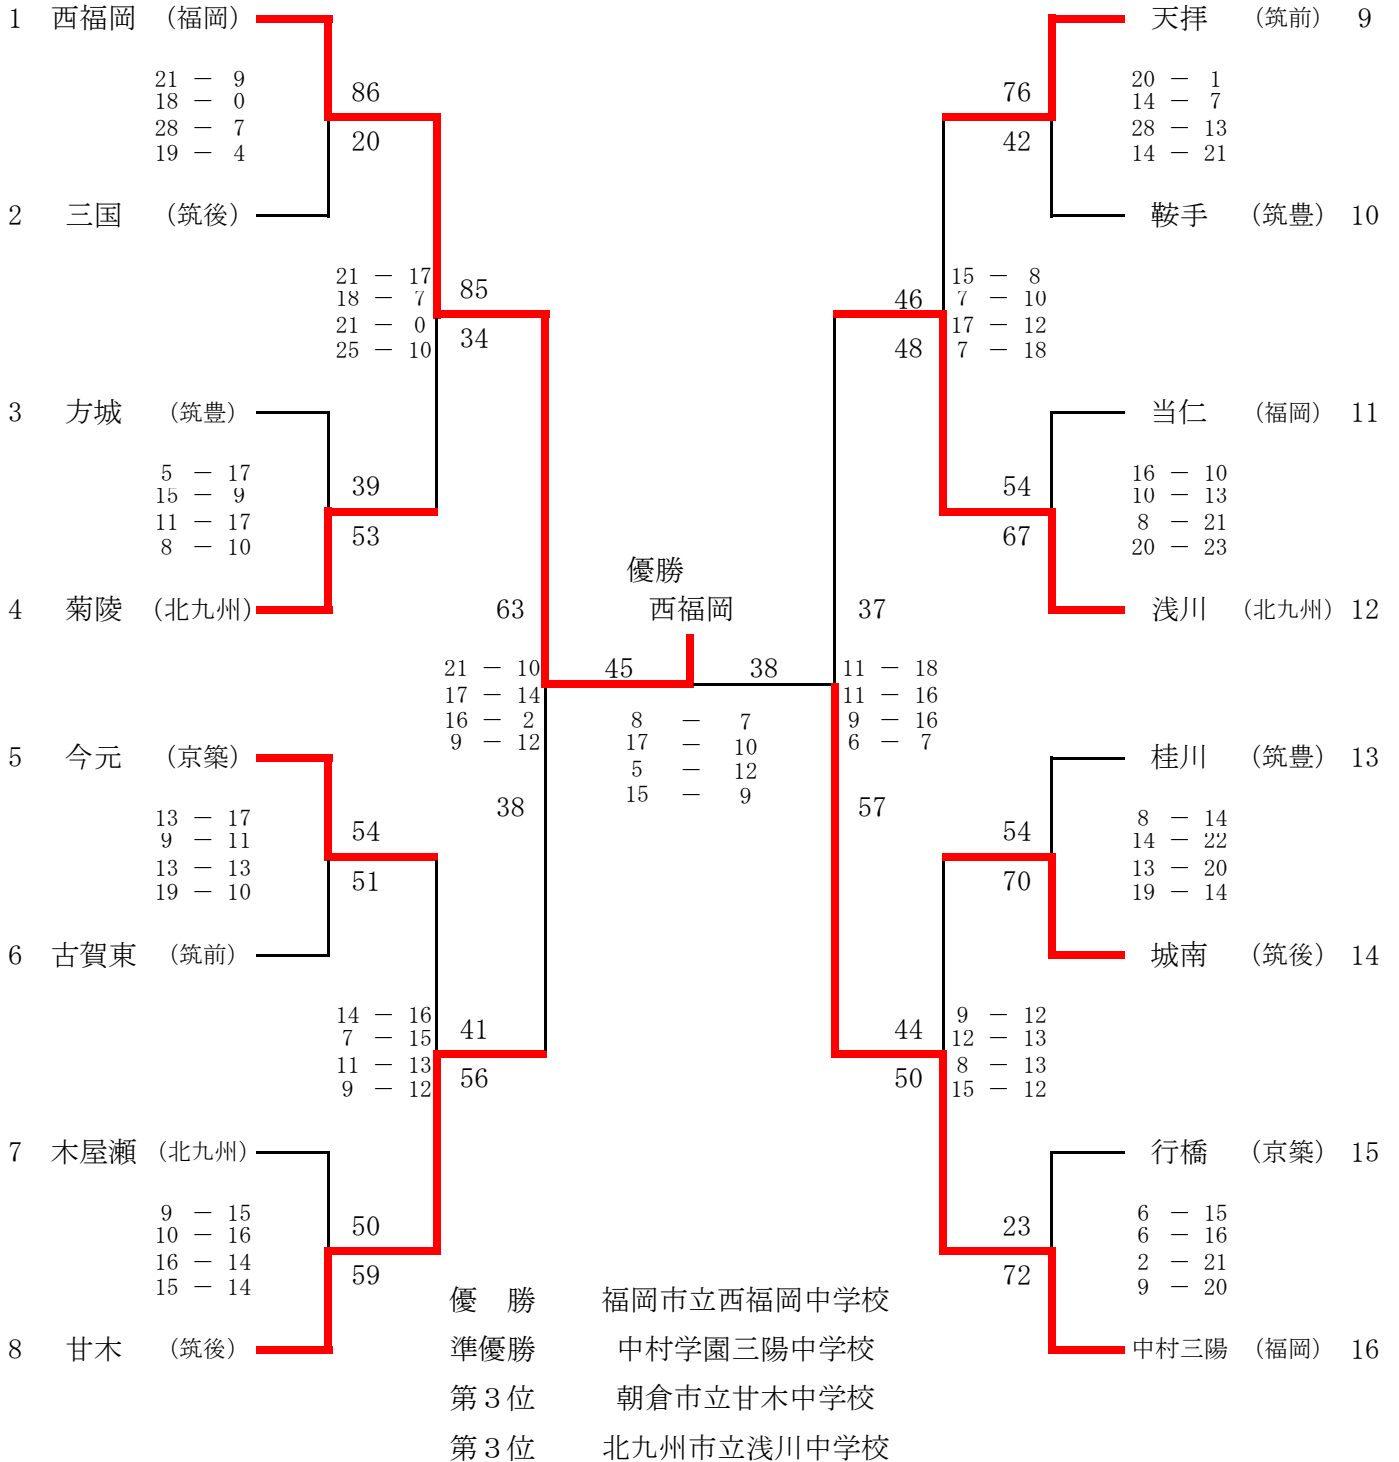 1 西福岡 (福岡)
21 － 9
18 － 0
28 － 7
19 － 4
86
20
2 三国 (筑後)
21 － 17
18 － 7
21 － 0
25 － 10
85
34
3 方城 (筑豊)
5 － 17
15 － 9
11 － 17
8 － 10
39
53
4 菊陵 (北九州)
63
21 － 10
17 － 14
16 － 2
9 － 12
38
5 今元 (京築)
13 － 17
9 － 11
13 － 13
19 － 10
54
51
6 古賀東 (筑前)
14 － 16
7 － 15
11 － 13
9 － 12
41
56
7 木屋瀬 (北九州)
9 － 15
10 － 16
16 － 14
15 － 14
50
59
8 甘木 (筑後)
優勝
西福岡
45 38
8 － 7
17 － 10
5 － 12
15 － 9
天拝 (筑前) 9
76
42
20 － 1
14 － 7
28 － 13
14 － 21
鞍手 (筑豊) 10
46
48
15 － 8
7 － 10
17 － 12
7 － 18
当仁 (福岡) 11
54
67
16 － 10
10 － 13
8 － 21
20 － 23
浅川 (北九州) 12
37
11 － 18
11 － 16
9 － 16
6 － 7
57
桂川 (筑豊) 13
54
70
8 － 14
14 － 22
13 － 20
19 － 14
城南 (筑後) 14
44
50
9 － 12
12 － 13
8 － 13
15 － 12
行橋 (京築) 15
23
72
6 － 15
6 － 16
2 － 21
9 － 20
中村三陽 (福岡) 16
優　勝 福岡市立西福岡中学校
準優勝 中村学園三陽中学校
第３位 朝倉市立甘木中学校
第３位 北九州市立浅川中学校